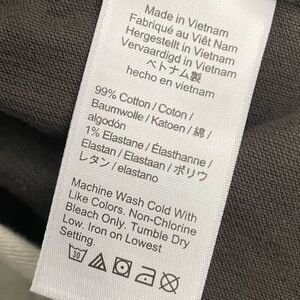 Made in Vietnam
Fabriqué au Viêt Nam
Hergestellt in Vietnam
Vervaardigd in Vietnam
ベトナム製
hecho en vietnam
99% Cotton / Coton /
Baumwolle / Katoen / 綿 /
algodón
1% Elastane / Élasthanne /
Elastan / Elastaan / ポリウ
レタン / elastano
Machine Wash Cold With
Like Colors. Non-Chlorine
Bleach Only. Tumble Dry
Low. Iron on Lowest
Setting.
30